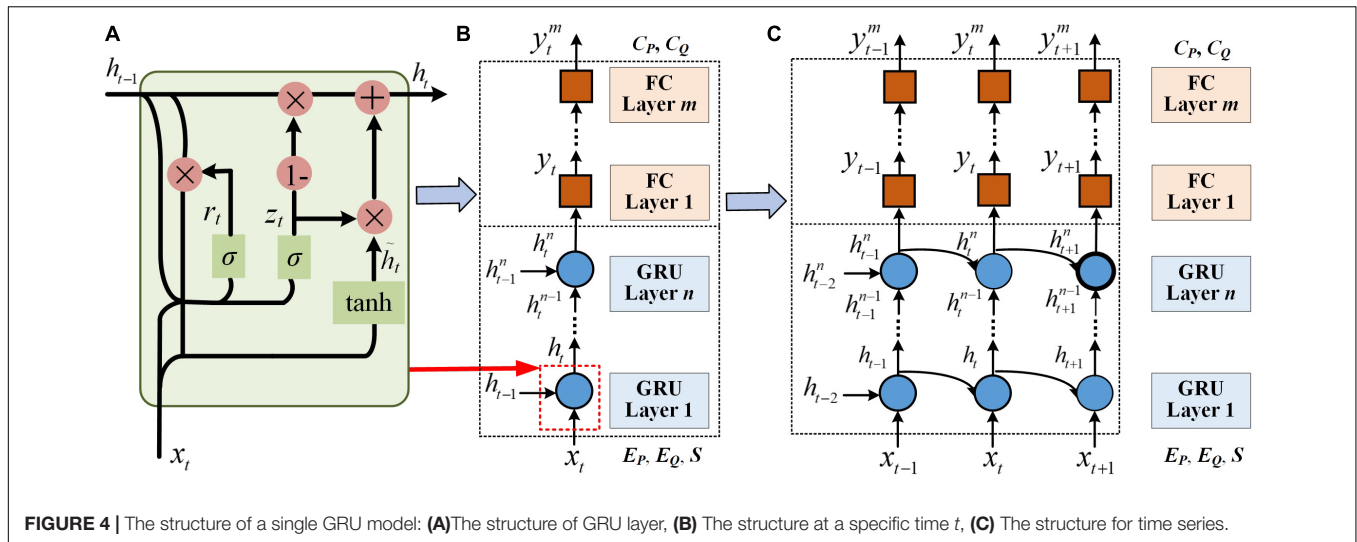 A
h_{t-1}
h_t
×
+
×
1-
×
r_t
z_t
σ
σ
h̃_t
tanh
x_t
B
y_t^m
C_P, C_Q
FC
Layer m
y_t
FC
Layer 1
h_t^n
h_{t-1}^n
GRU
Layer n
h_t^{n-1}
h_t
h_{t-1}
GRU
Layer 1
x_t
E_P, E_Q, S
C
y_{t-1}^m y_t^m y_{t+1}^m
C_P, C_Q
FC
Layer m
y_{t-1} y_t y_{t+1}
FC
Layer 1
h_{t-1}^n h_t^n h_{t+1}^n
h_{t-2}^n
GRU
Layer n
h_{t-1}^{n-1} h_t^{n-1} h_{t+1}^{n-1}
h_{t-1} h_t h_{t+1}
h_{t-2}
GRU
Layer 1
x_{t-1} x_t x_{t+1}
E_P, E_Q, S
FIGURE 4 | The structure of a single GRU model: (A)The structure of GRU layer, (B) The structure at a specific time t, (C) The structure for time series.